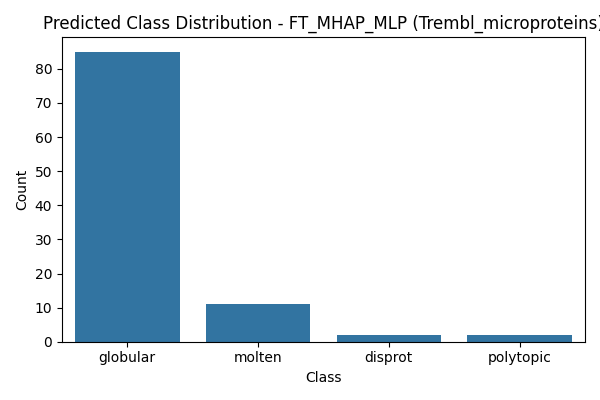 Predicted Class Distribution - FT_MHAP_MLP (Trembl_microproteins)
Count
80
70
60
50
40
30
20
10
0
globular molten disprot polytopic
Class